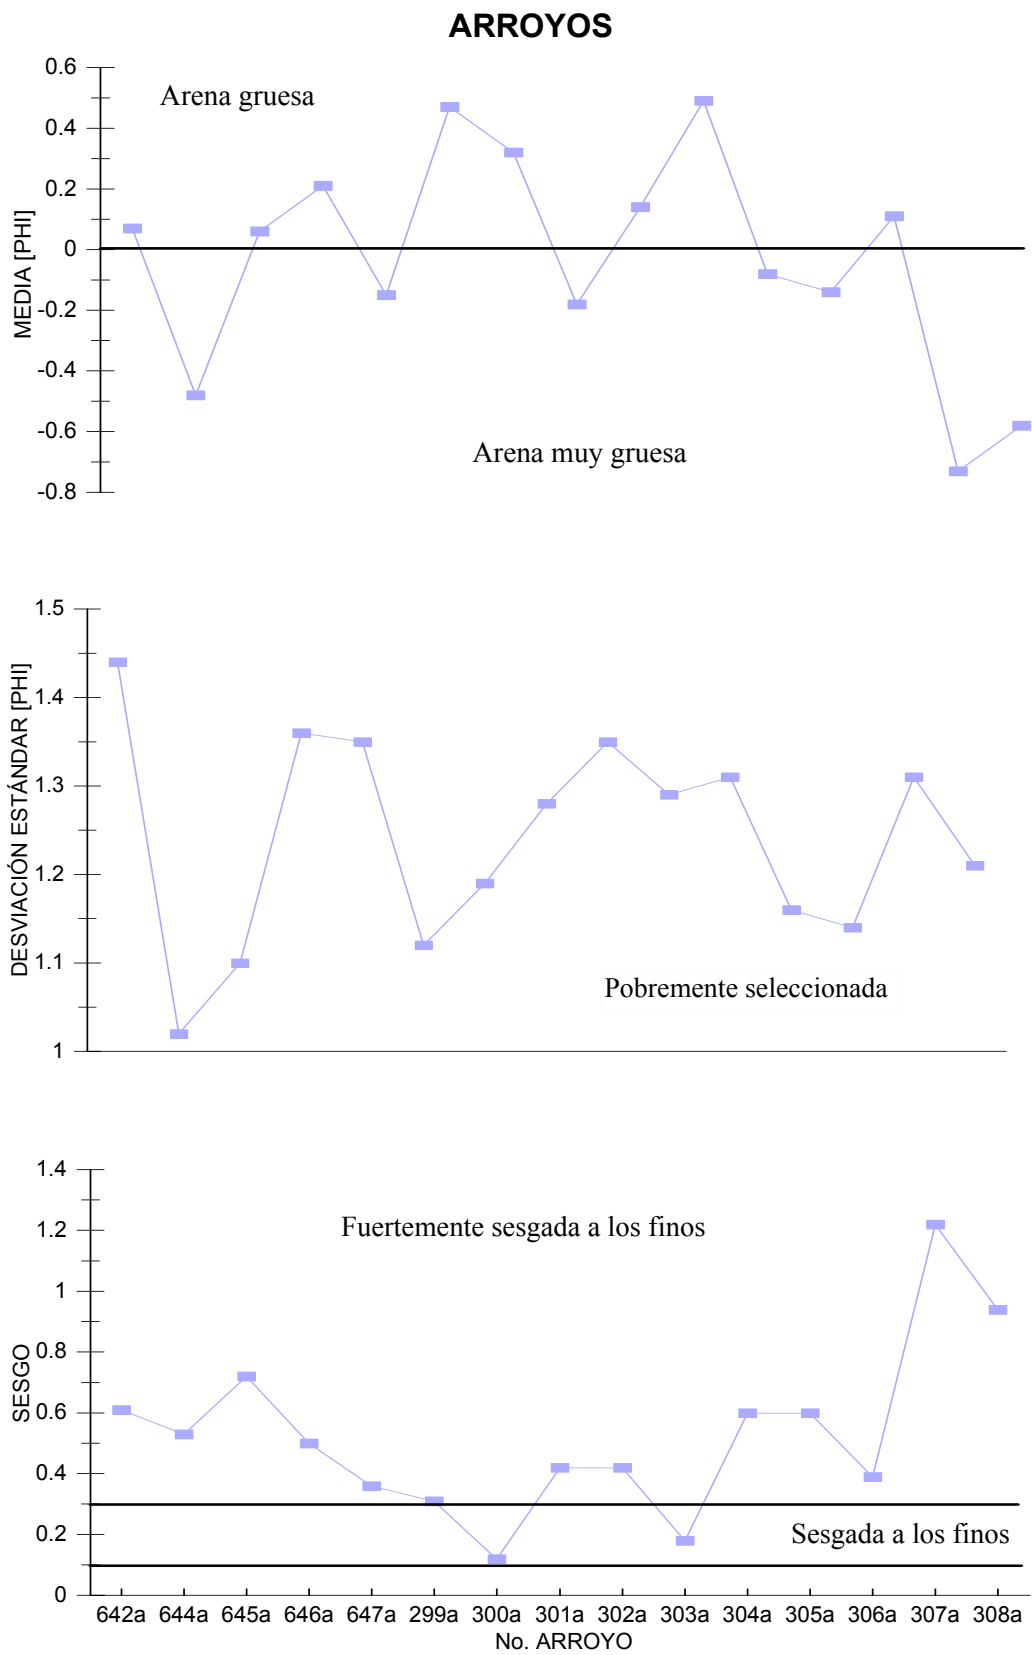 ARROYOS
0.6
Arena gruesa
0.4
0.2
0
-0.2
-0.4
-0.6
-0.8
MEDIA [PHI]
Arena muy gruesa
1.5
1.4
1.3
1.2
1.1
1
DESVIACIÓN ESTÁNDAR [PHI]
Pobremente seleccionada
1.4
Fuertemente sesgada a los finos
1.2
1
0.8
0.6
0.4
0.2
0
SESGO
Sesgada a los finos
642a 644a 645a 646a 647a 299a 300a 301a 302a 303a 304a 305a 306a 307a 308a
No. ARROYO